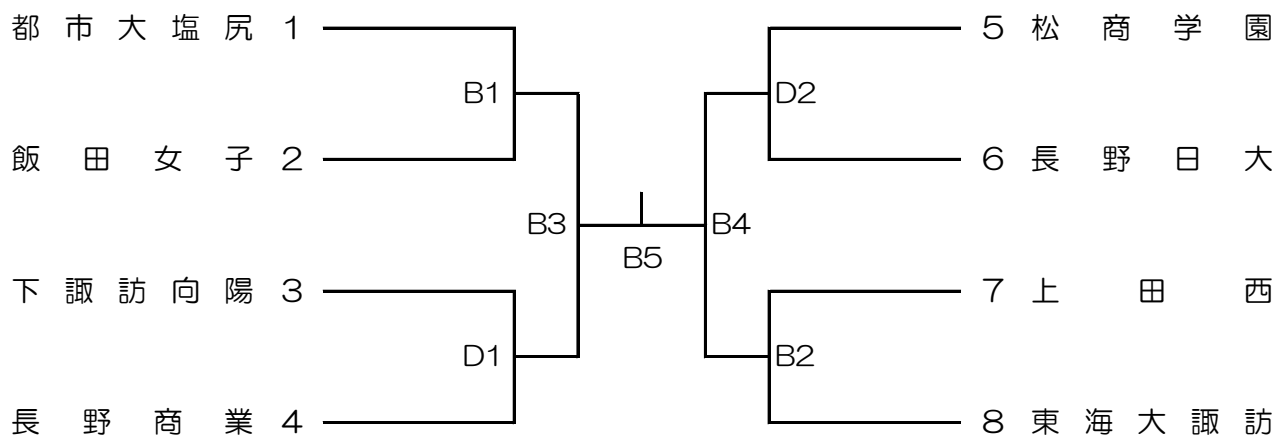 都市大塩尻 1
5 松商学園
B1
D2
飯田女子 2
6 長野日大
B3
B4
B5
下諏訪向陽 3
7 上田西
D1
B2
長野商業 4
8 東海大諏訪